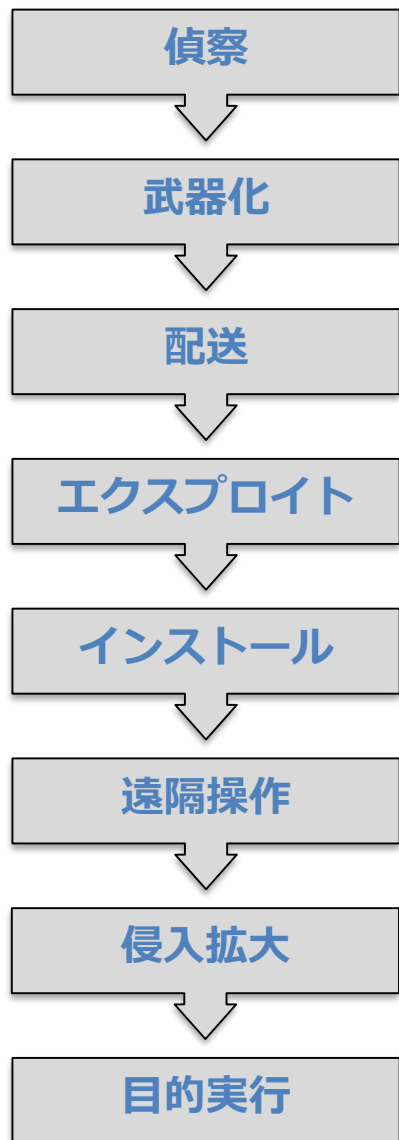 偵察
武器化
配送
エクスプロイト
インストール
遠隔操作
侵入拡大
目的実行